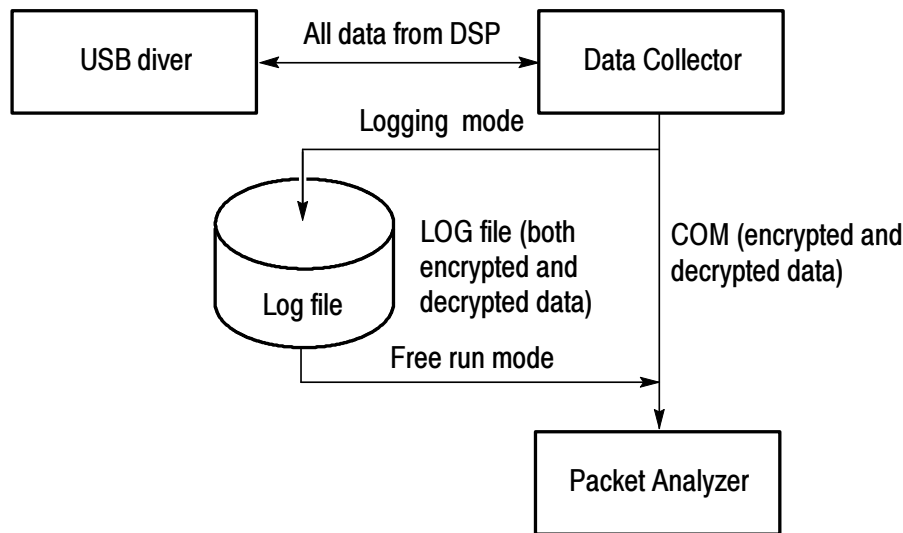 All data from DSP
USB diver
Data Collector
Logging mode
LOG file (both
encrypted and
decrypted data)
COM (encrypted and
decrypted data)
Log file
Free run mode
Packet Analyzer